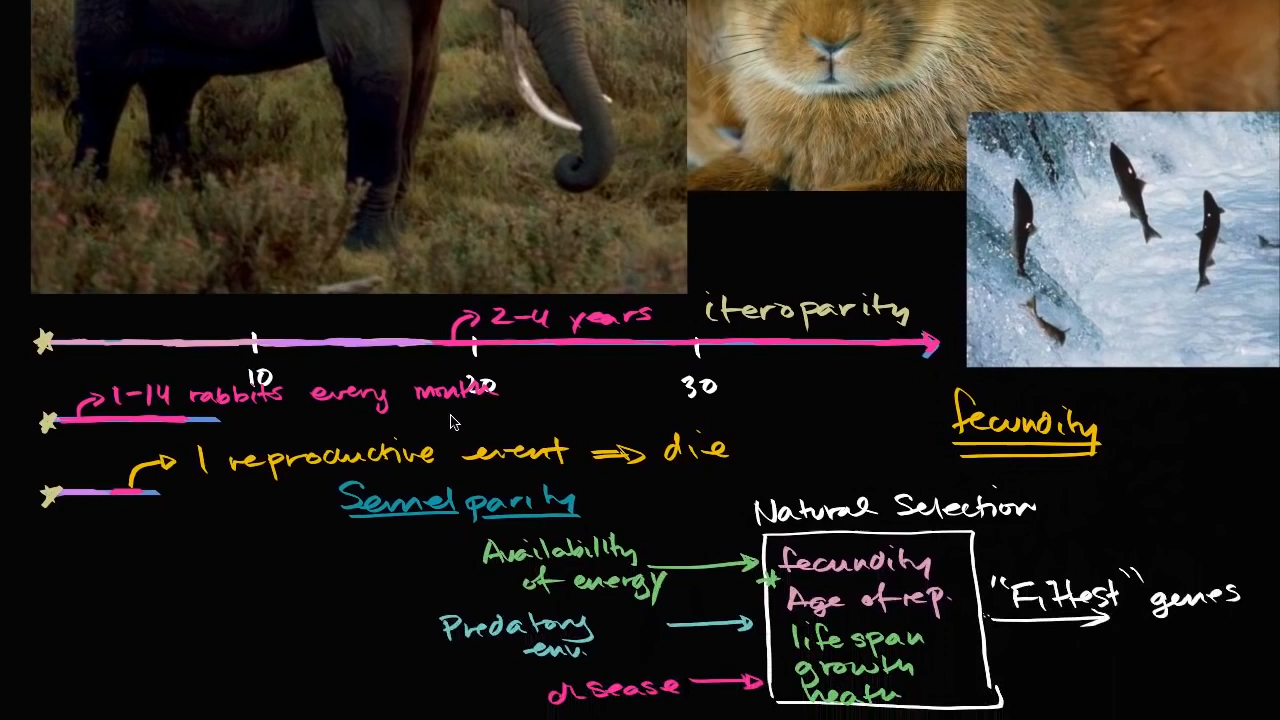 2-4 years
iteroparity
10
20
30
1-14 rabbits every month
fecundity
1 reproductive event => die
Semelparity
Natural Selection
Availability
of energy
Predatory
env.
disease
fecundity
Age of rep.
life span
growth
heath
"Fittest" genes